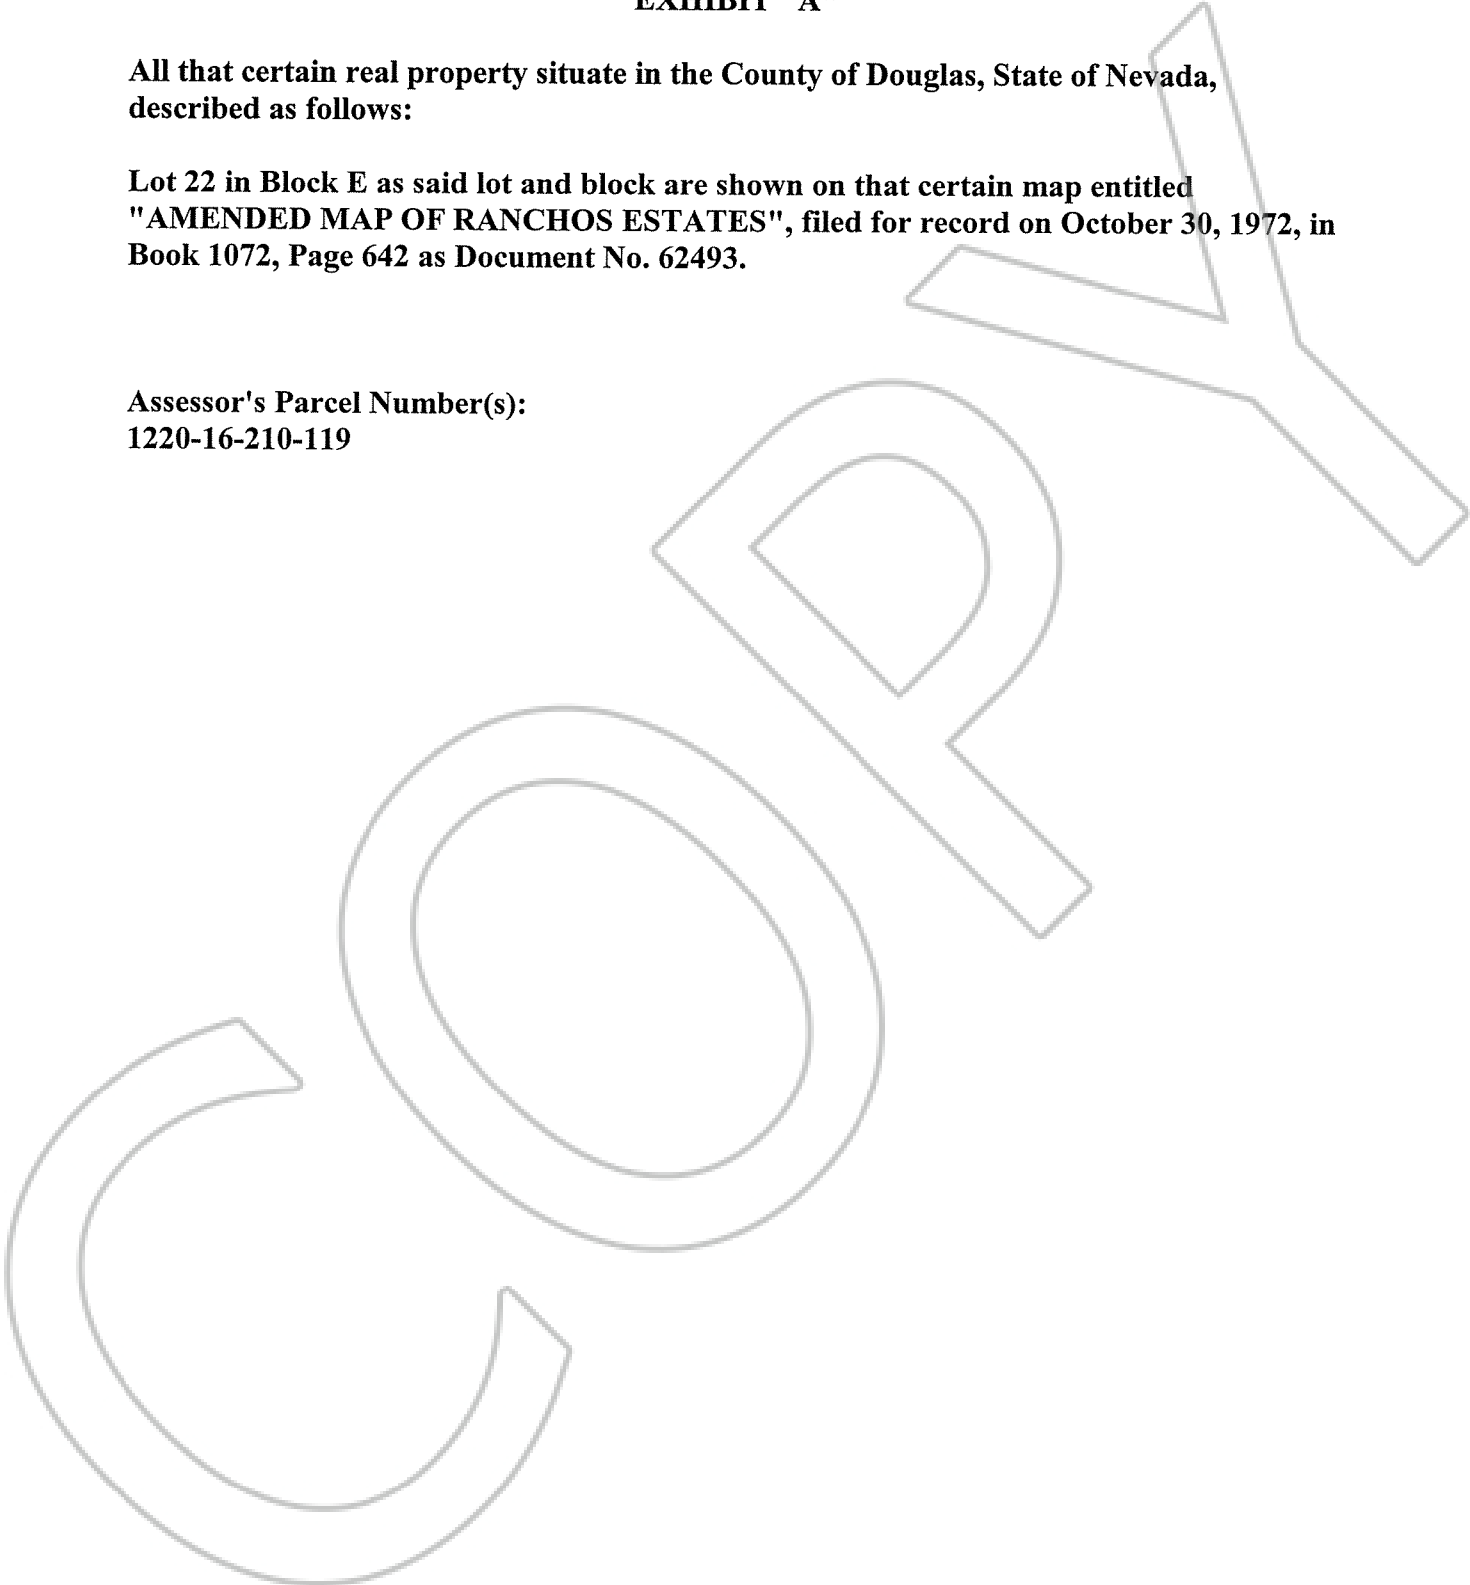 EXHIBIT "A"
All that certain real property situate in the County of Douglas, State of Nevada,
described as follows:
Lot 22 in Block E as said lot and block are shown on that certain map entitled
"AMENDED MAP OF RANCHOS ESTATES", filed for record on October 30, 1972, in
Book 1072, Page 642 as Document No. 62493.
Assessor's Parcel Number(s):
1220-16-210-119
COPY